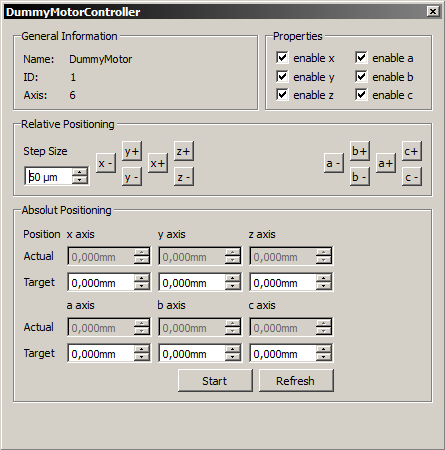 DummyMotorController
General Information
Name: DummyMotor
ID: 1
Axis: 6
Properties
enable x enable a
enable y enable b
enable z enable c
Relative Positioning
Step Size
50 µm
x - y+ y - x+ z+ z -
a - b+ b - a+ c+ c -
Absolut Positioning
Position x axis y axis z axis
Actual 0,000mm 0,000mm 0,000mm
Target 0,000mm 0,000mm 0,000mm
a axis b axis c axis
Actual 0,000mm 0,000mm 0,000mm
Target 0,000mm 0,000mm 0,000mm
Start Refresh